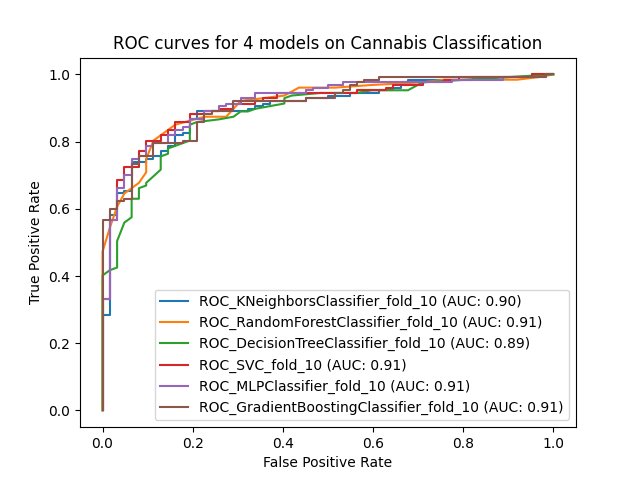 ROC curves for 4 models on Cannabis Classification
True Positive Rate
1.0
0.8
0.6
0.4
0.2
0.0
ROC_KNeighborsClassifier_fold_10 (AUC: 0.90)
ROC_RandomForestClassifier_fold_10 (AUC: 0.91)
ROC_DecisionTreeClassifier_fold_10 (AUC: 0.89)
ROC_SVC_fold_10 (AUC: 0.91)
ROC_MLPClassifier_fold_10 (AUC: 0.91)
ROC_GradientBoostingClassifier_fold_10 (AUC: 0.91)
0.0 0.2 0.4 0.6 0.8 1.0
False Positive Rate